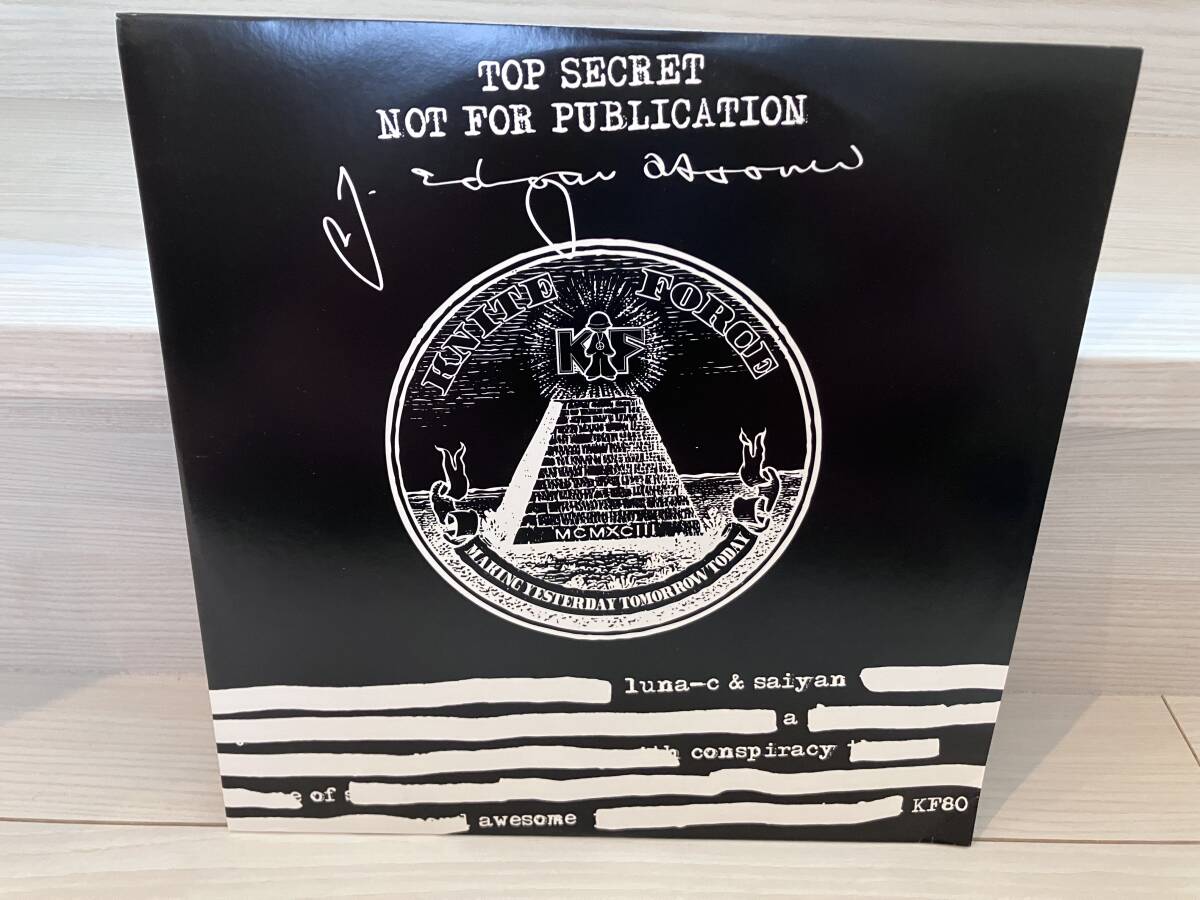 TOP SECRET
NOT FOR PUBLICATION
J. Edgar
KNITE FORCE
KF
MCMXCIII
MAKING YESTERDAY TOMORROW TODAY
luna-c & saiyan
a
conspiracy
of
awesome
KF80